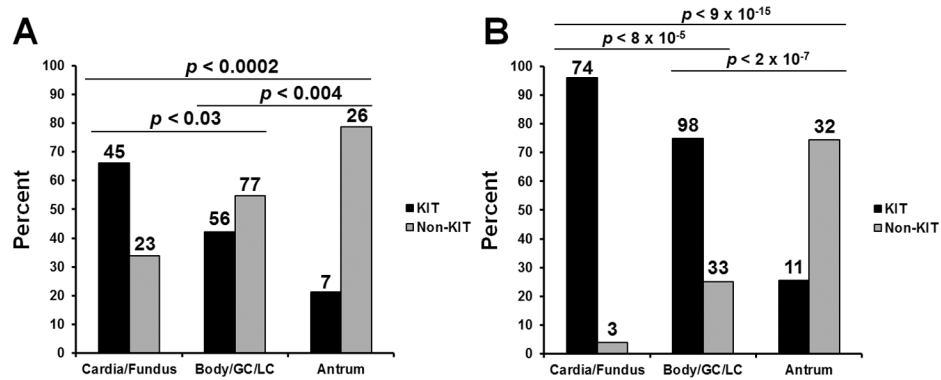 A
p < 0.0002
p < 0.004
p < 0.03
Percent
100
90
80
70
60
50
40
30
20
10
0
45
23
56
77
7
26
Cardia/Fundus
Body/GC/LC
Antrum
KIT
Non-KIT
B
p < 9 x 10⁻¹⁵
p < 8 x 10⁻⁵
p < 2 x 10⁻⁷
Percent
100
90
80
70
60
50
40
30
20
10
0
74
3
98
33
11
32
Cardia/Fundus
Body/GC/LC
Antrum
KIT
Non-KIT